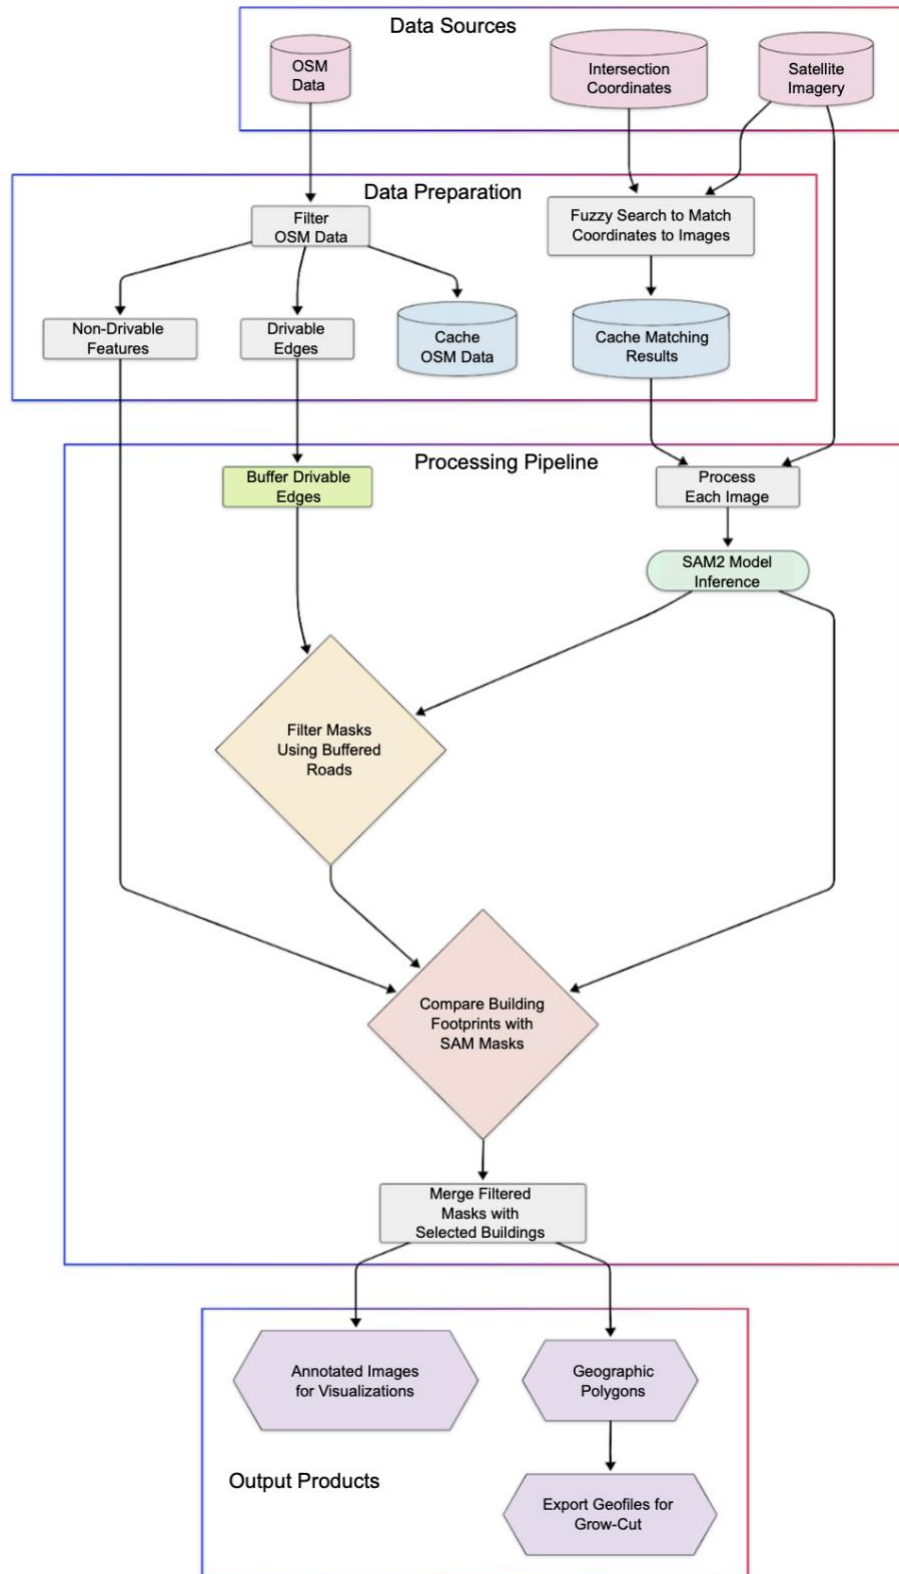 Data Sources
OSM
Data
Intersection
Coordinates
Satellite
Imagery
Data Preparation
Filter
OSM Data
Fuzzy Search to Match
Coordinates to Images
Non-Drivable
Features
Drivable
Edges
Cache
OSM Data
Cache Matching
Results
Processing Pipeline
Buffer Drivable
Edges
Process
Each Image
SAM2 Model
Inference
Filter Masks
Using Buffered
Roads
Compare Building
Footprints with
SAM Masks
Merge Filtered
Masks with
Selected Buildings
Annotated Images
for Visualizations
Geographic
Polygons
Output Products
Export Geofiles for
Grow-Cut